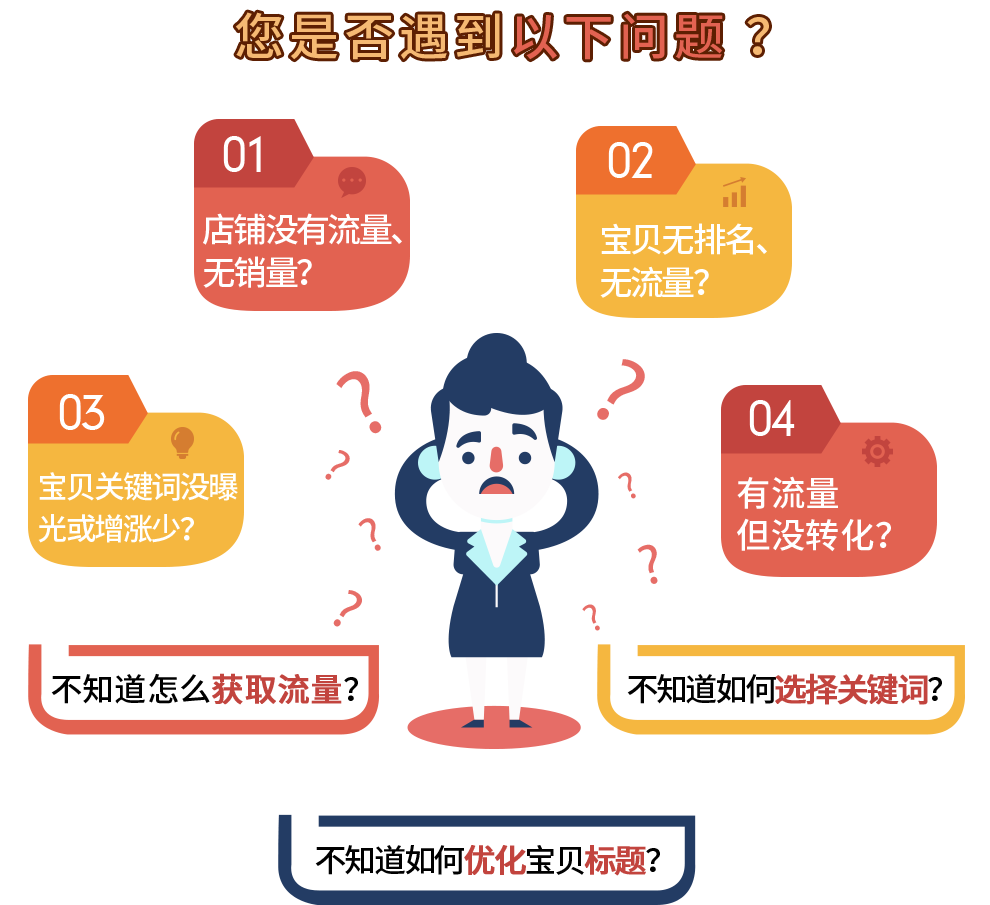 您是否遇到以下问题？
01
店铺没有流量、
无销量？
02
宝贝无排名、
无流量？
03
宝贝关键词没曝
光或增涨少？
04
有流量
但没转化？
不知道怎么获取流量？
不知道如何选择关键词？
不知道如何优化宝贝标题？